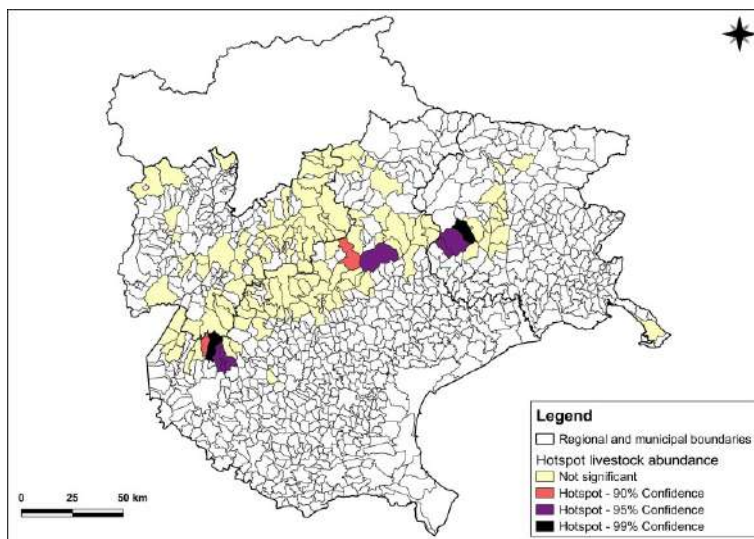 Legend
Regional and municipal boundaries
Hotspot livestock abundance
Not significant
Hotspot - 90% Confidence
Hotspot - 95% Confidence
Hotspot - 99% Confidence
0 25 50 km